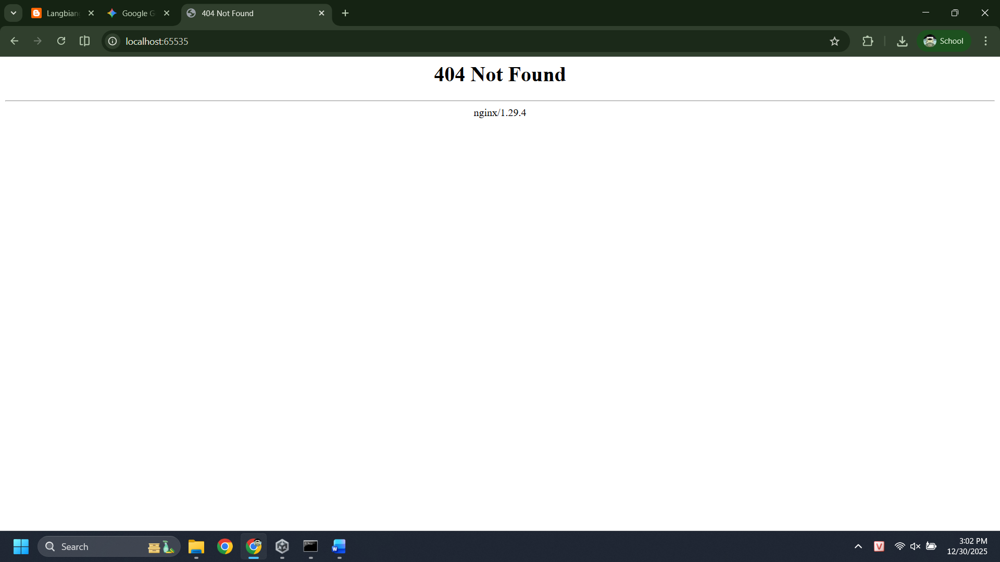 Langbian
Google G
404 Not Found
localhost:65535
School
404 Not Found
nginx/1.29.4
Search
V
W
3:02 PM
12/30/2025